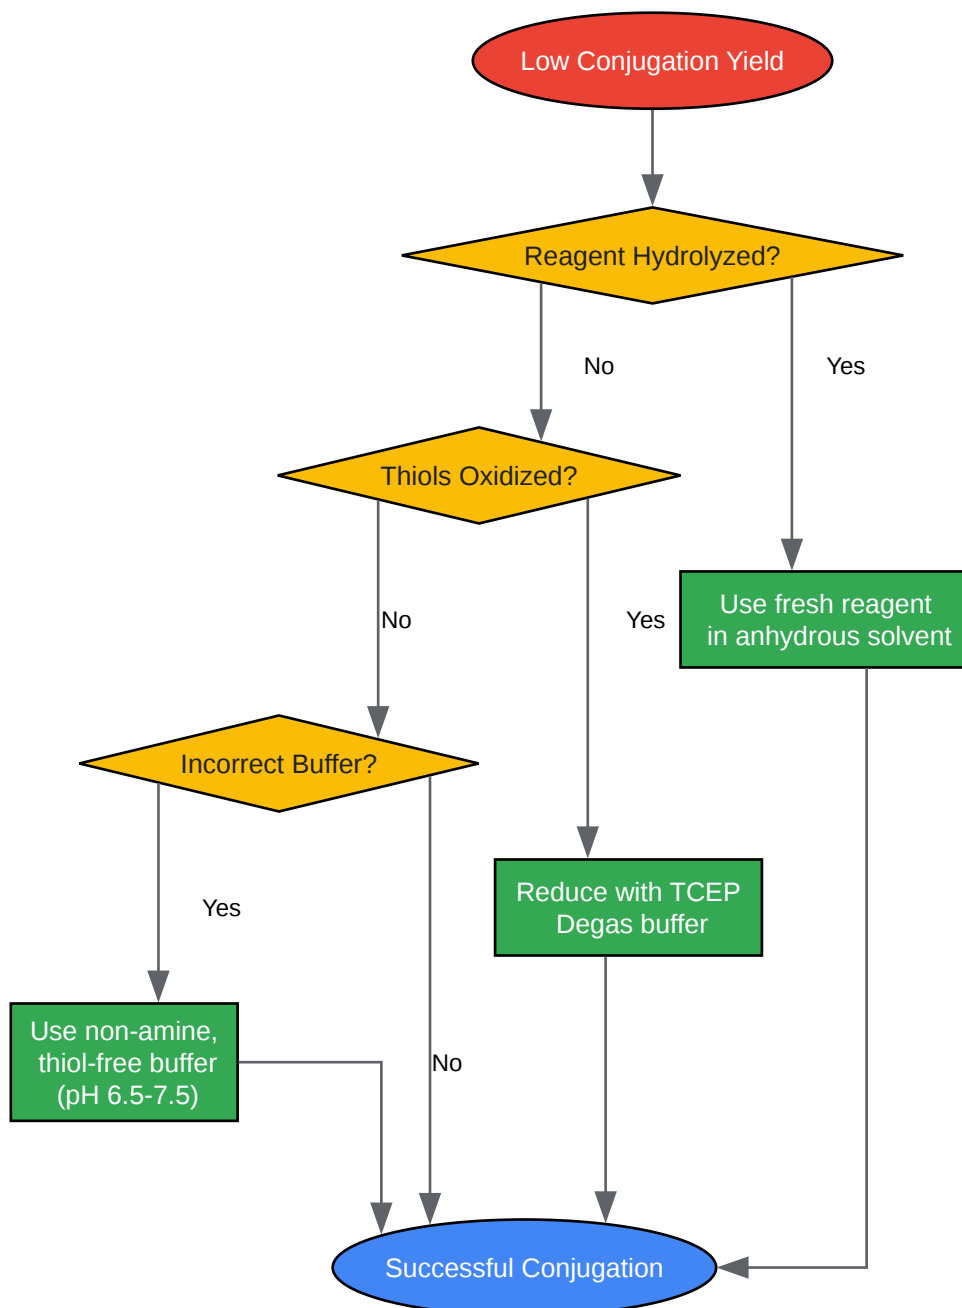 Low Conjugation Yield
Reagent Hydrolyzed?
No
Yes
Thiols Oxidized?
Use fresh reagent
in anhydrous solvent
No
Yes
Incorrect Buffer?
Reduce with TCEP
Degas buffer
Yes
Use non-amine,
thiol-free buffer
(pH 6.5-7.5)
No
Successful Conjugation